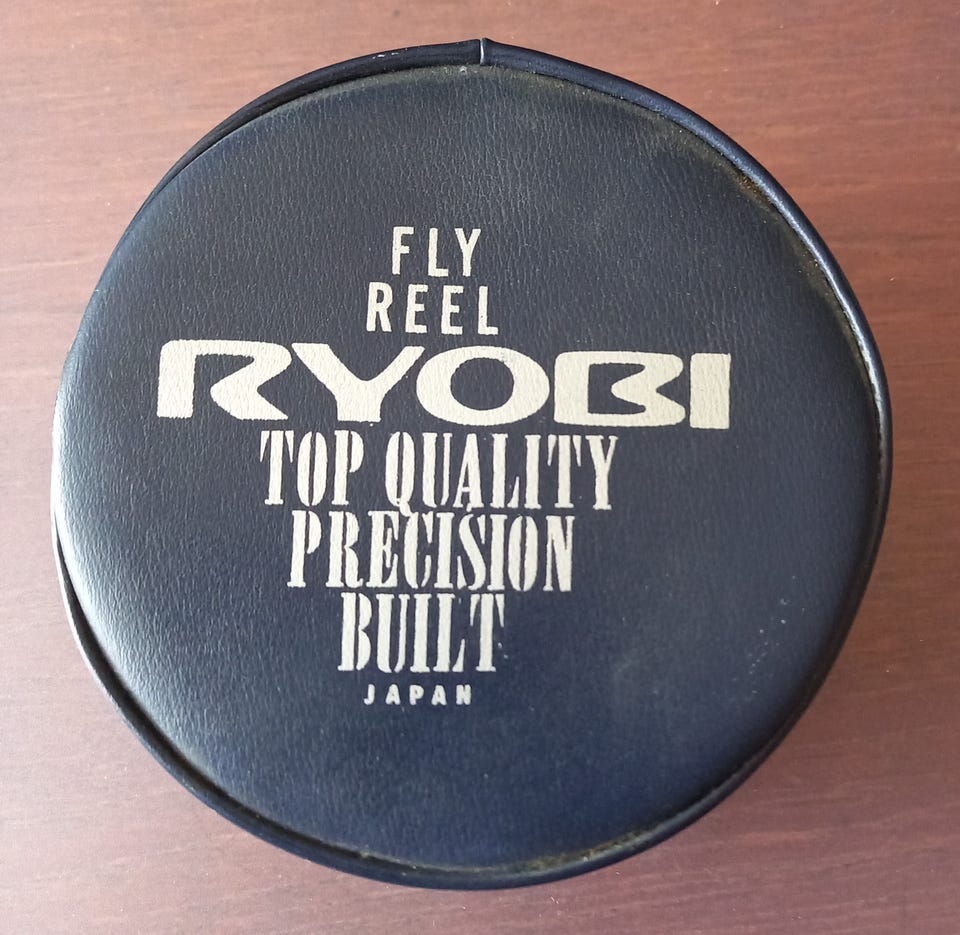 FLY
REEL
RYOBI
TOP QUALITY
PRECISION
BUILT
JAPAN